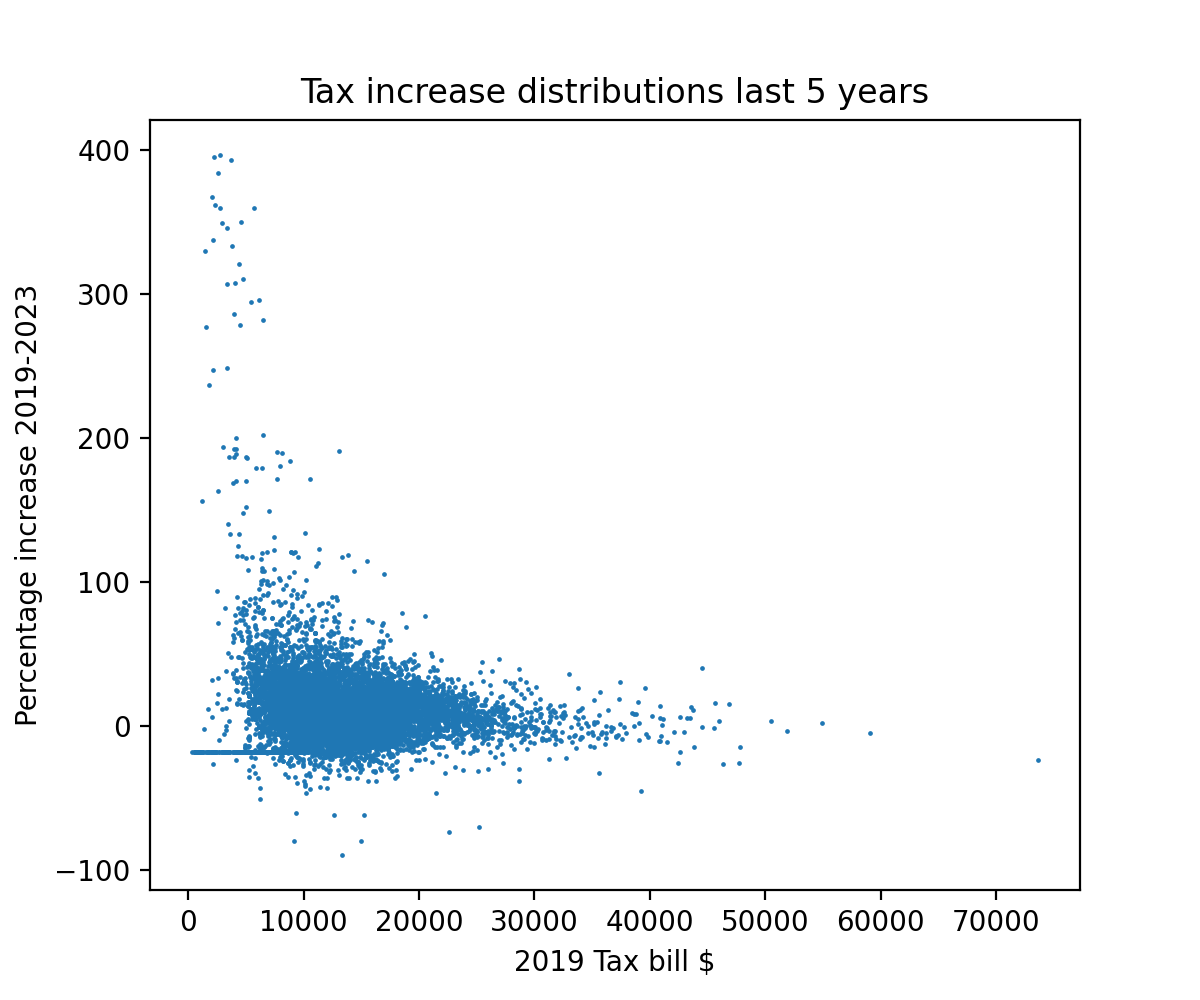 Tax increase distributions last 5 years
400
300
200
100
0
−100
Percentage increase 2019-2023
0 10000 20000 30000 40000 50000 60000 70000
2019 Tax bill $